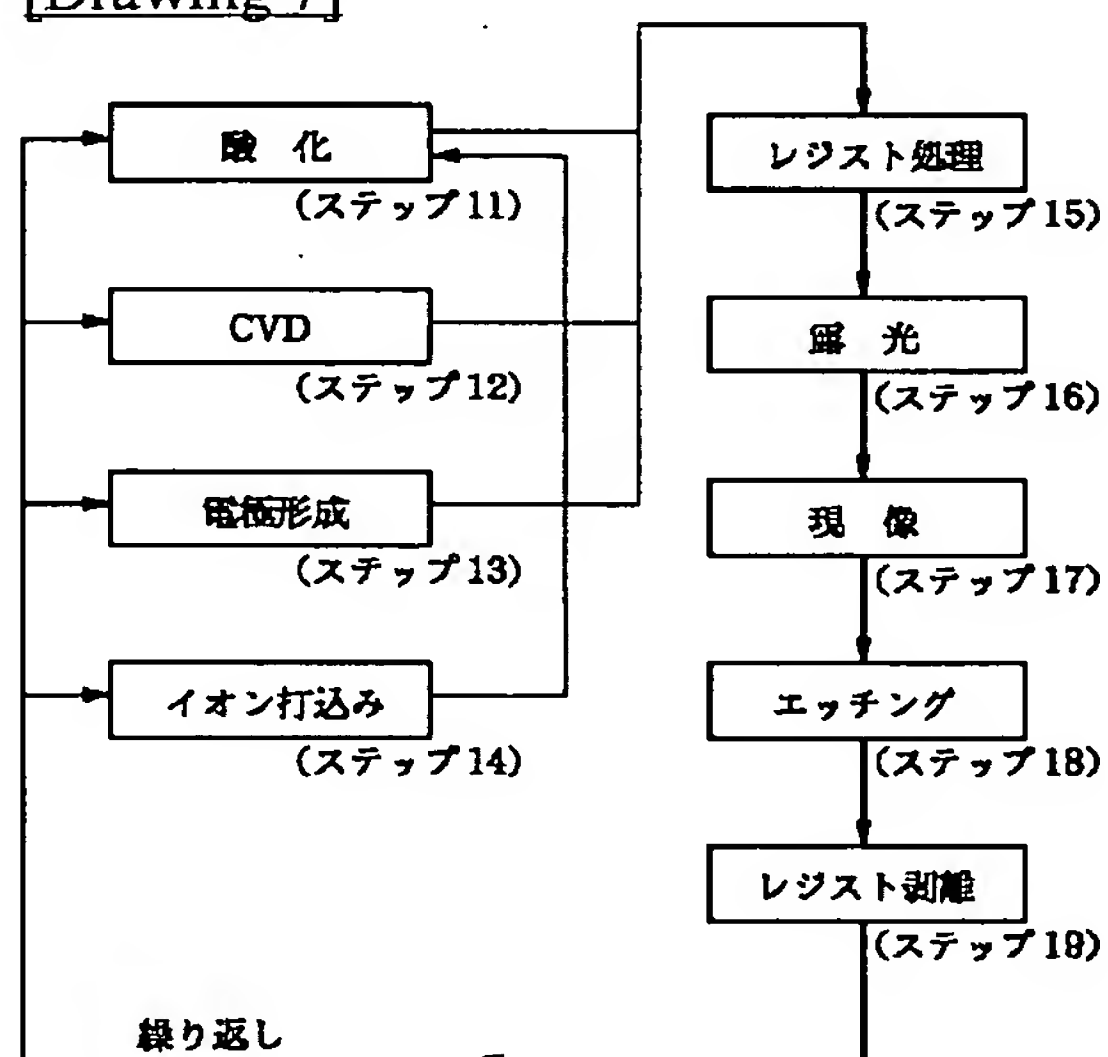 [Drawing 7]
酸 化
(ステップ11)
CVD
(ステップ12)
電極形成
(ステップ13)
イオン打込み
(ステップ14)
レジスト処理
(ステップ15)
露 光
(ステップ16)
現 像
(ステップ17)
エッチング
(ステップ18)
レジスト剥離
(ステップ19)
繰り返し